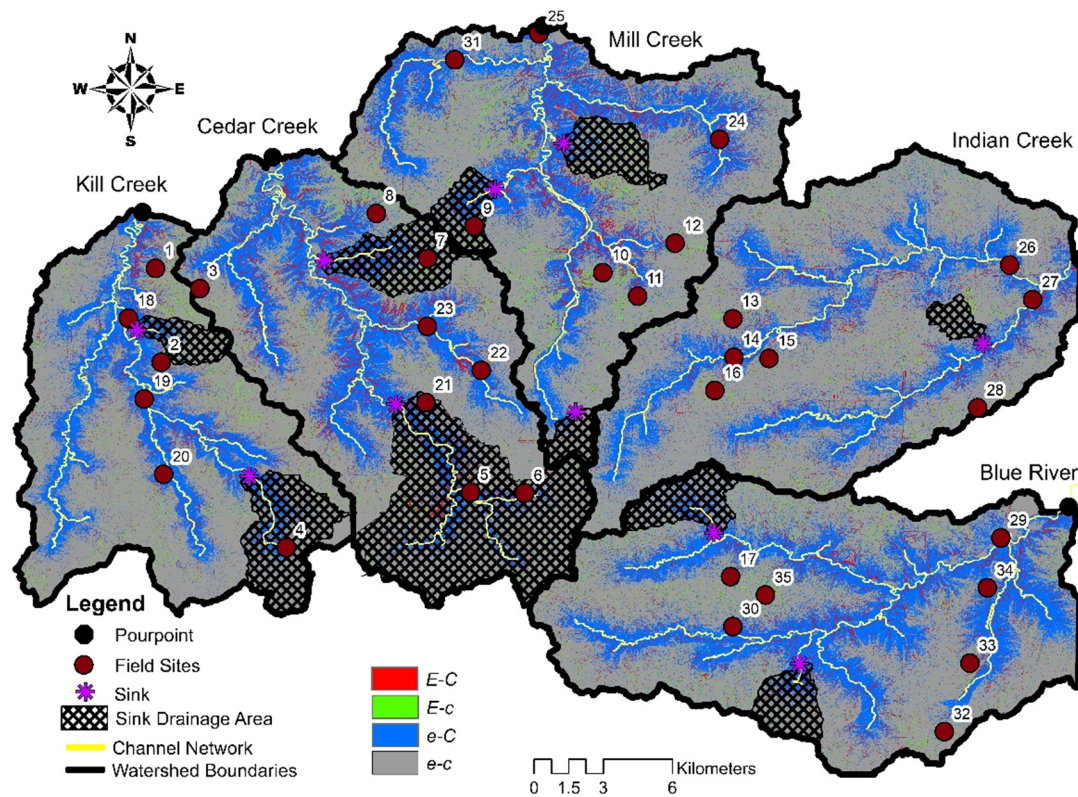 25
Mill Creek
31
N
W E
S
Cedar Creek
24
Indian Creek
Kill Creek
8
9
12
1
7
26
3
10
11
27
18
13
23
2
14
15
19
22
16
21
28
20
5
6
Blue River
29
4
17
34
35
30
33
32
Legend
Pourpoint
Field Sites
Sink
Sink Drainage Area
Channel Network
Watershed Boundaries
E-C
E-c
e-C
e-c
Kilometers
0 1.5 3 6